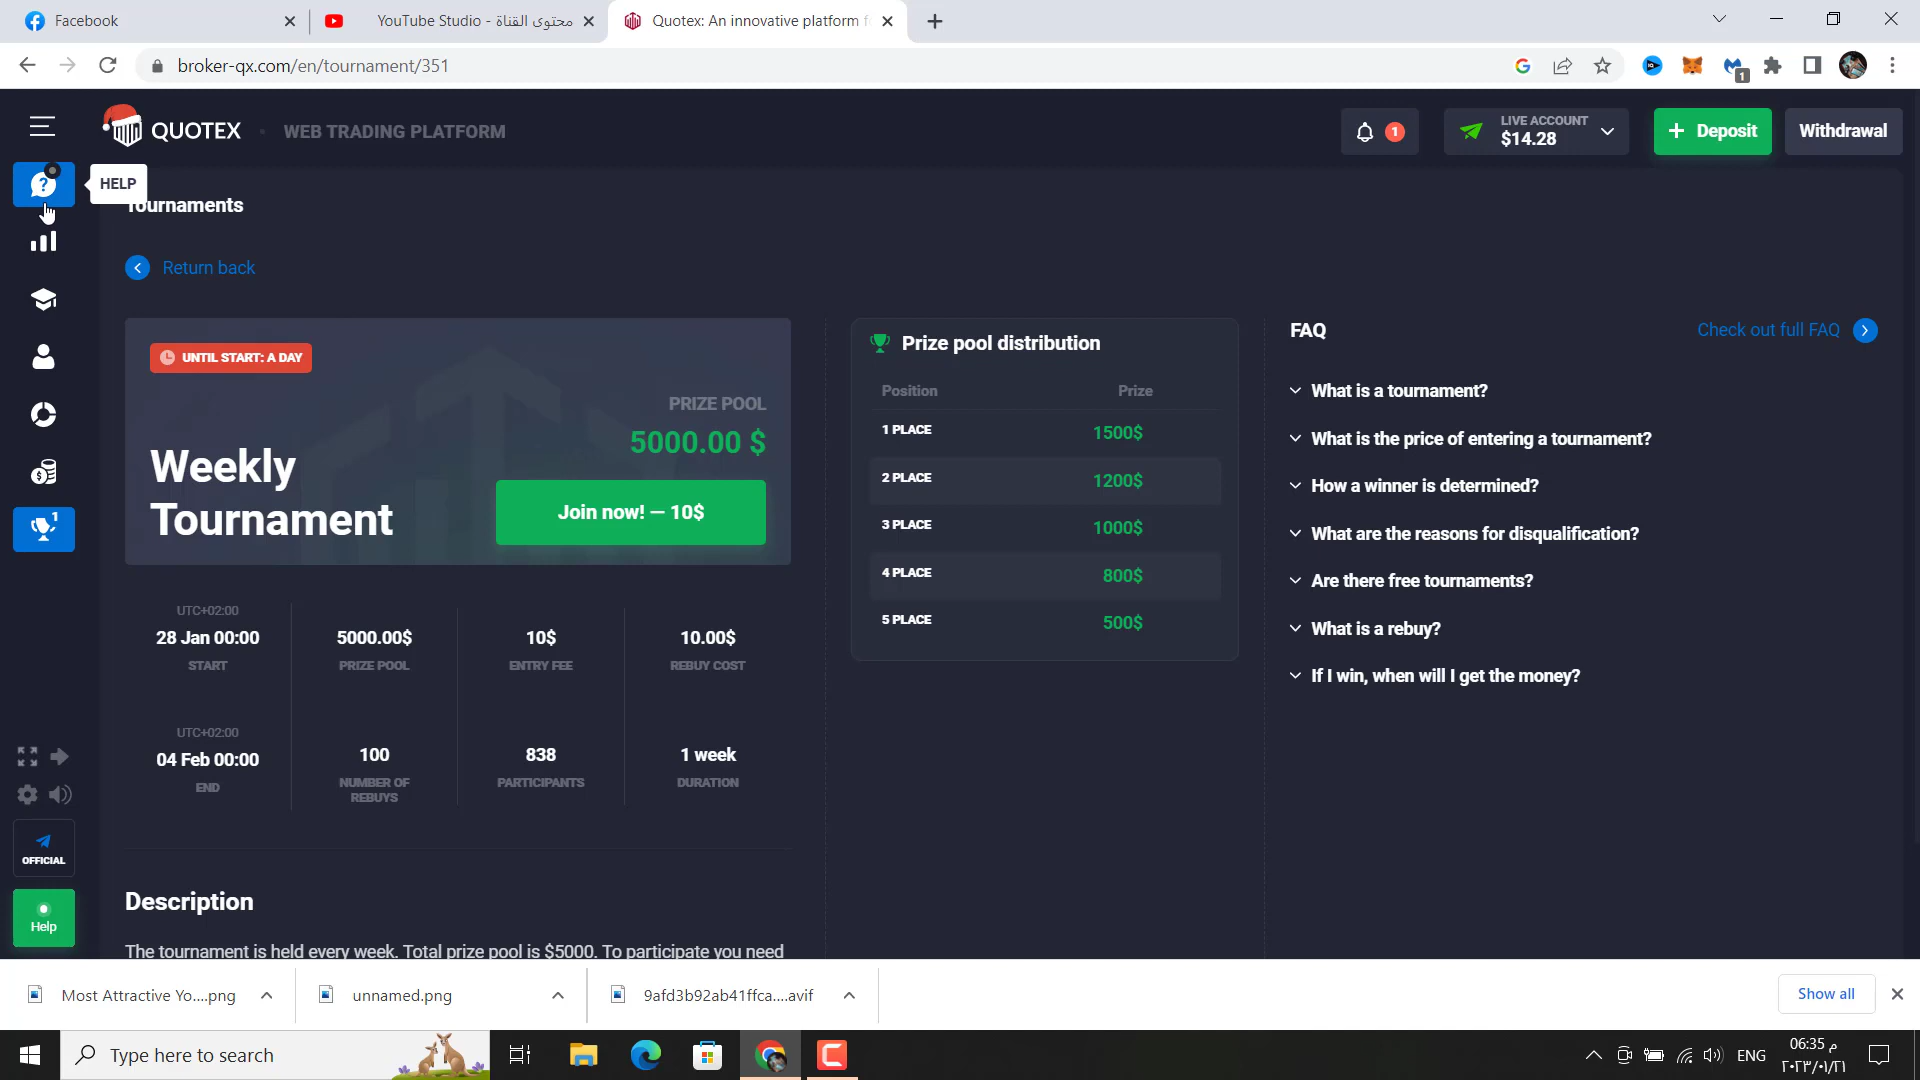 Facebook
YouTube Studio - محتوى القناة
Quotex: An innovative platform f
broker-qx.com/en/tournament/351
1
QUOTEX
WEB TRADING PLATFORM
1
LIVE ACCOUNT
$14.28
+ Deposit
Withdrawal
HELP
Tournaments
Return back
UNTIL START: A DAY
PRIZE POOL
5000.00 $
Weekly
Tournament
Join now! — 10$
1
UTC+02:00
28 Jan 00:00
START
5000.00$
PRIZE POOL
10$
ENTRY FEE
10.00$
REBUY COST
UTC+02:00
04 Feb 00:00
END
100
NUMBER OF
REBUYS
838
PARTICIPANTS
1 week
DURATION
Description
The tournament is held every week. Total prize pool is $5000. To participate you need
Prize pool distribution
Position Prize
1 PLACE 1500$
2 PLACE 1200$
3 PLACE 1000$
4 PLACE 800$
5 PLACE 500$
FAQ
Check out full FAQ
What is a tournament?
What is the price of entering a tournament?
How a winner is determined?
What are the reasons for disqualification?
Are there free tournaments?
What is a rebuy?
If I win, when will I get the money?
OFFICIAL
Help
Most Attractive Yo....png
unnamed.png
9afd3b92ab41ffca....avif
Show all
Type here to search
ENG
06:35 م